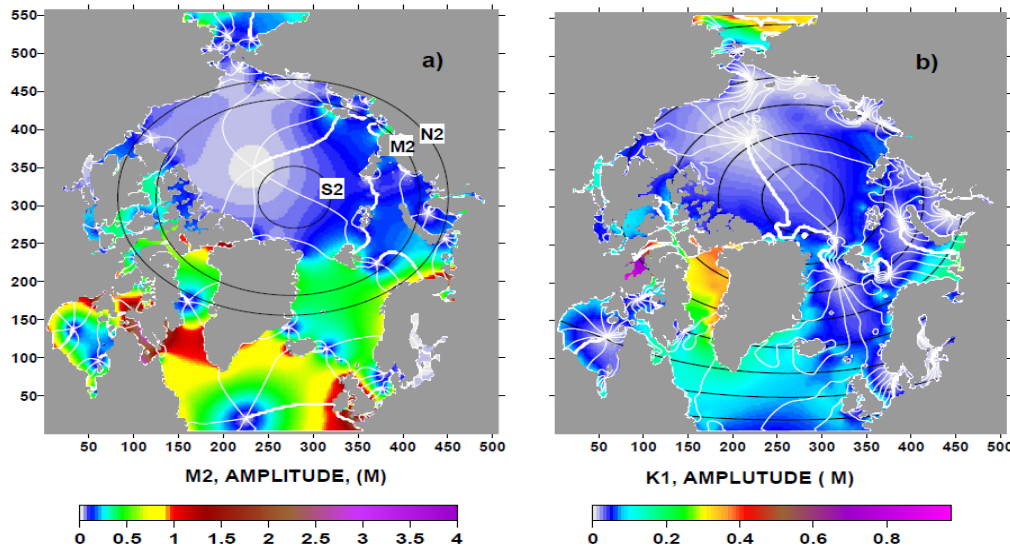 550
500
450
400
350
300
250
200
150
100
50
a)
N2
M2
S2
50 100 150 200 250 300 350 400 450 500
M2, AMPLITUDE, (M)
0 0.5 1 1.5 2 2.5 3 3.5 4
b)
50 100 150 200 250 300 350 400 450 500
K1, AMPLUTUDE ( M)
0 0.2 0.4 0.6 0.8